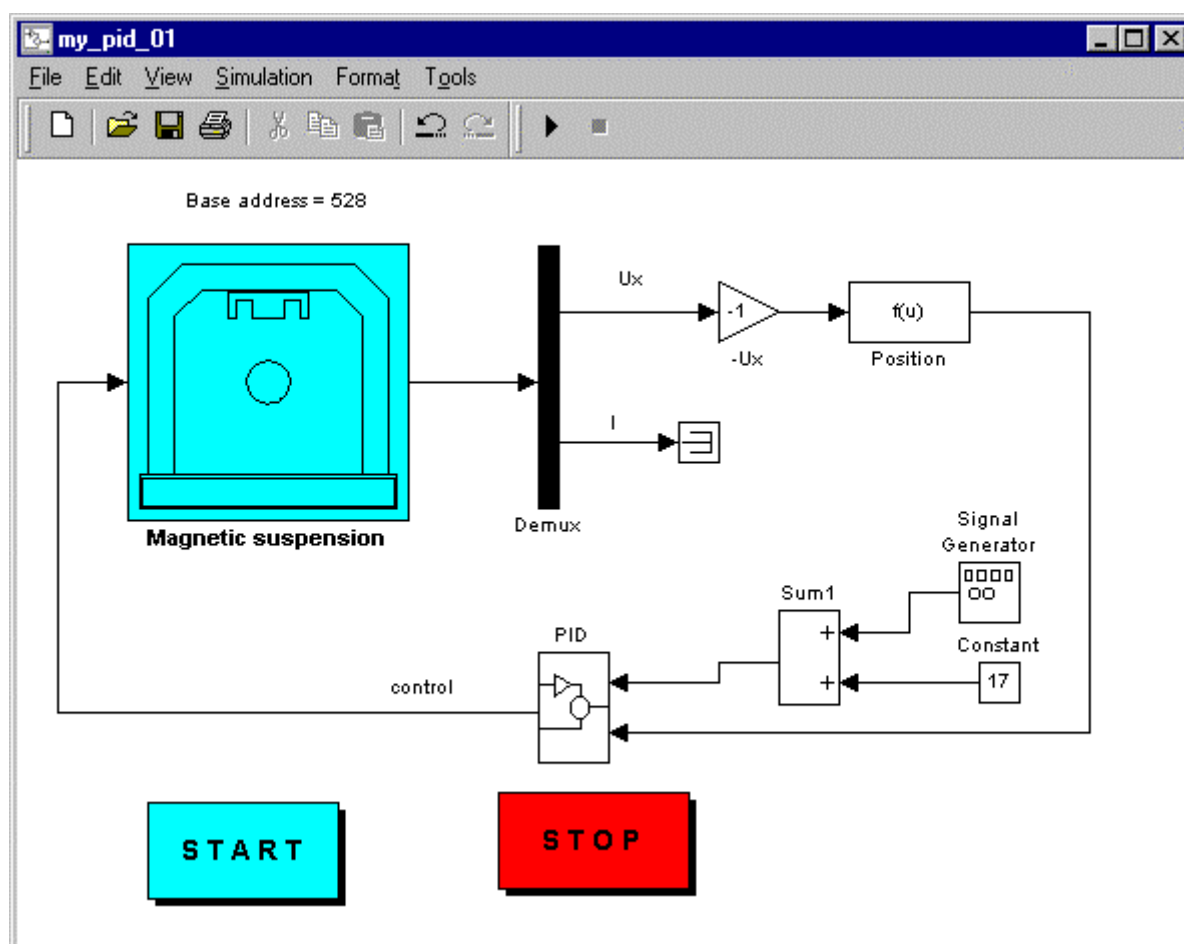 my_pid_01
File Edit View Simulation Format Tools
Base address = 528
Ux
-1
f(u)
-Ux
Position
I
Magnetic suspension
Demux
Signal
Generator
Sum1
+
+
Constant
17
PID
control
START
STOP